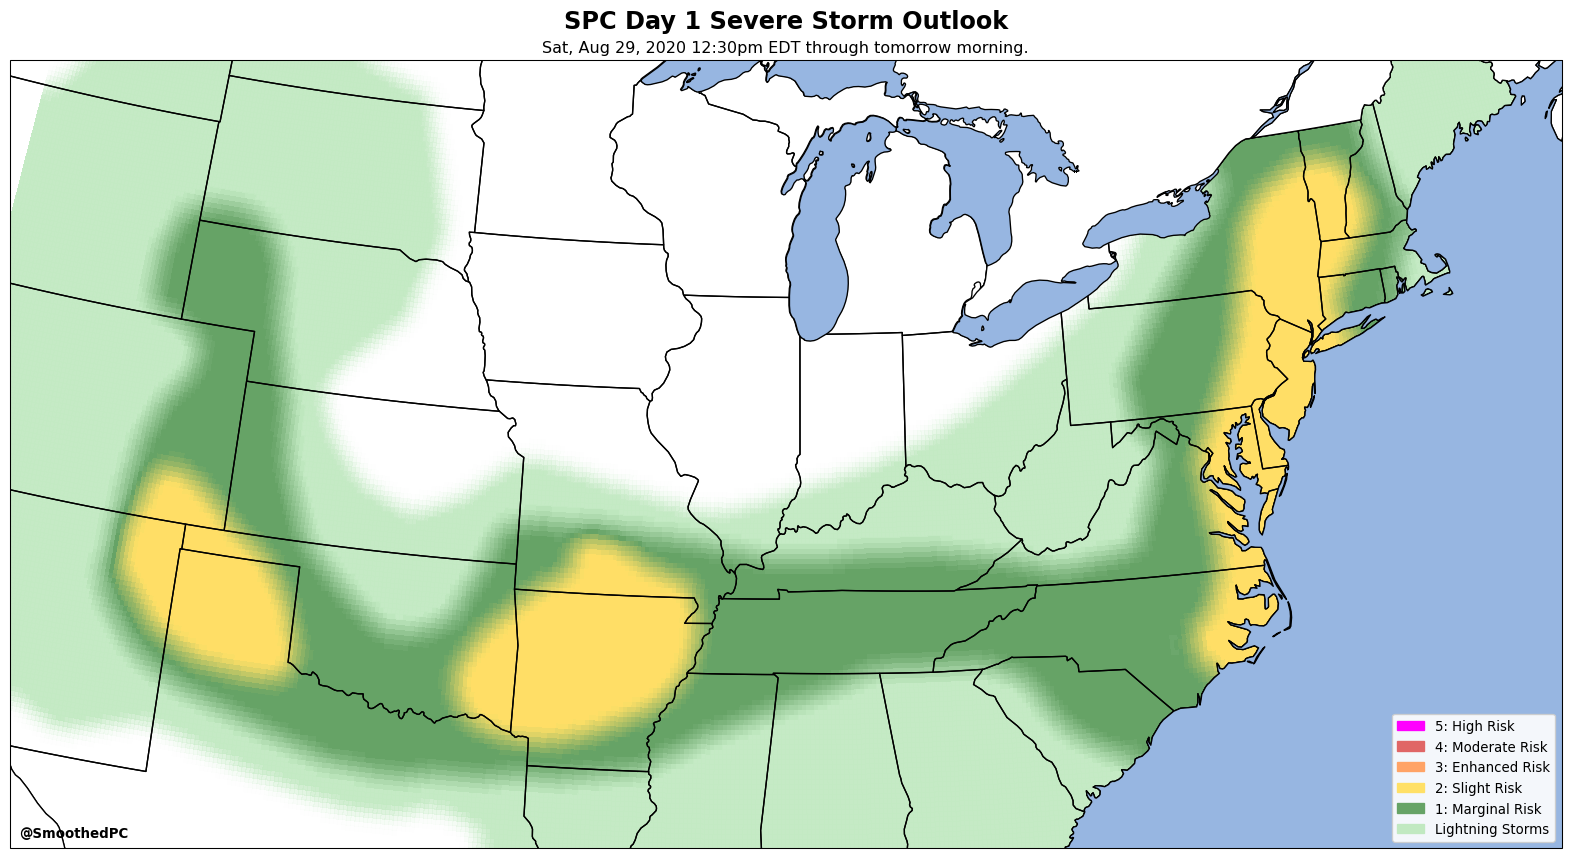 SPC Day 1 Severe Storm Outlook
Sat, Aug 29, 2020 12:30pm EDT through tomorrow morning.
5: High Risk
4: Moderate Risk
3: Enhanced Risk
2: Slight Risk
1: Marginal Risk
Lightning Storms
@SmoothedPC